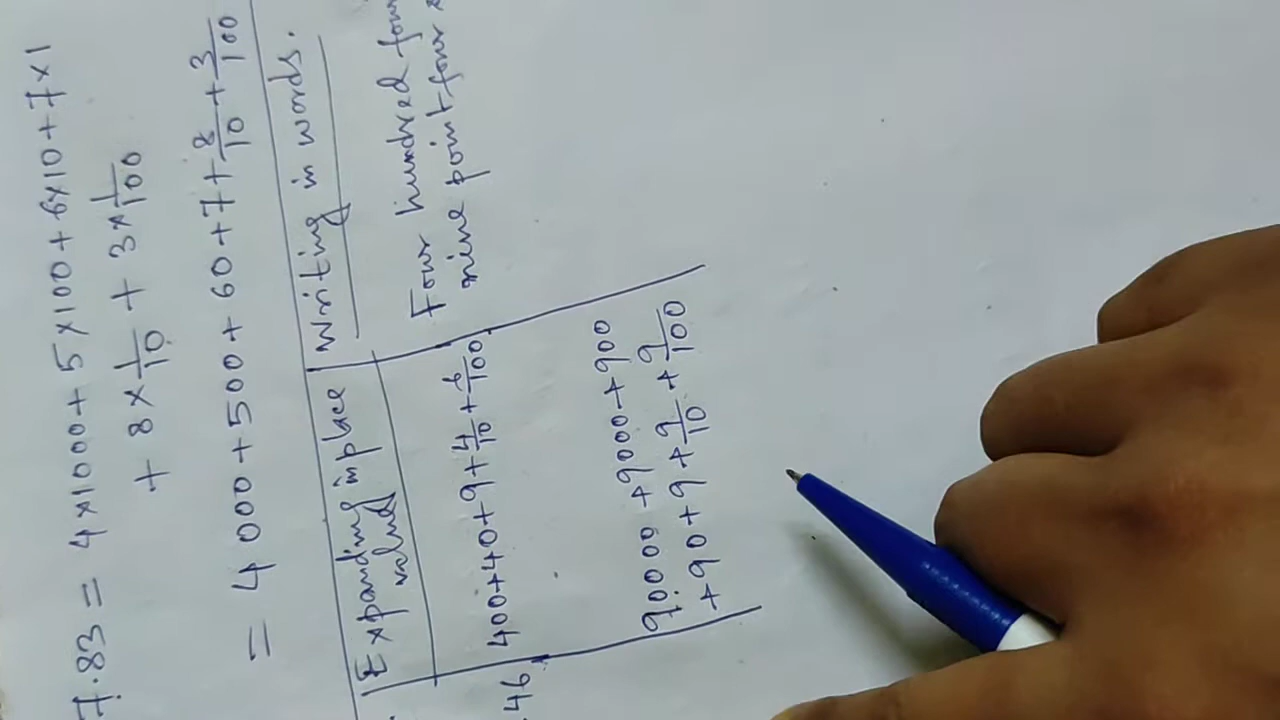 7.83 = 4×1000+5×100+6×10+7×1
+ 8×1/10 + 3×1/100
= 4000+500+60+7+8/10+3/100
Expanding in place values | Writing in words.
.46 | 400+40+9+4/10+6/100 | Four hundred four
nine point four
90000+9000+900
+90+9+9/10+9/100